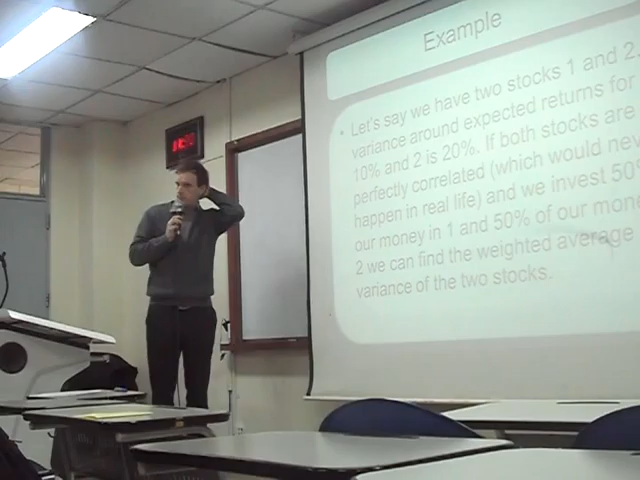 Example
• Let's say we have two stocks 1 and 2.
variance around expected returns for
10% and 2 is 20%. If both stocks are
perfectly correlated (which would nev
happen in real life) and we invest 50%
our money in 1 and 50% of our mone
2 we can find the weighted average
variance of the two stocks.